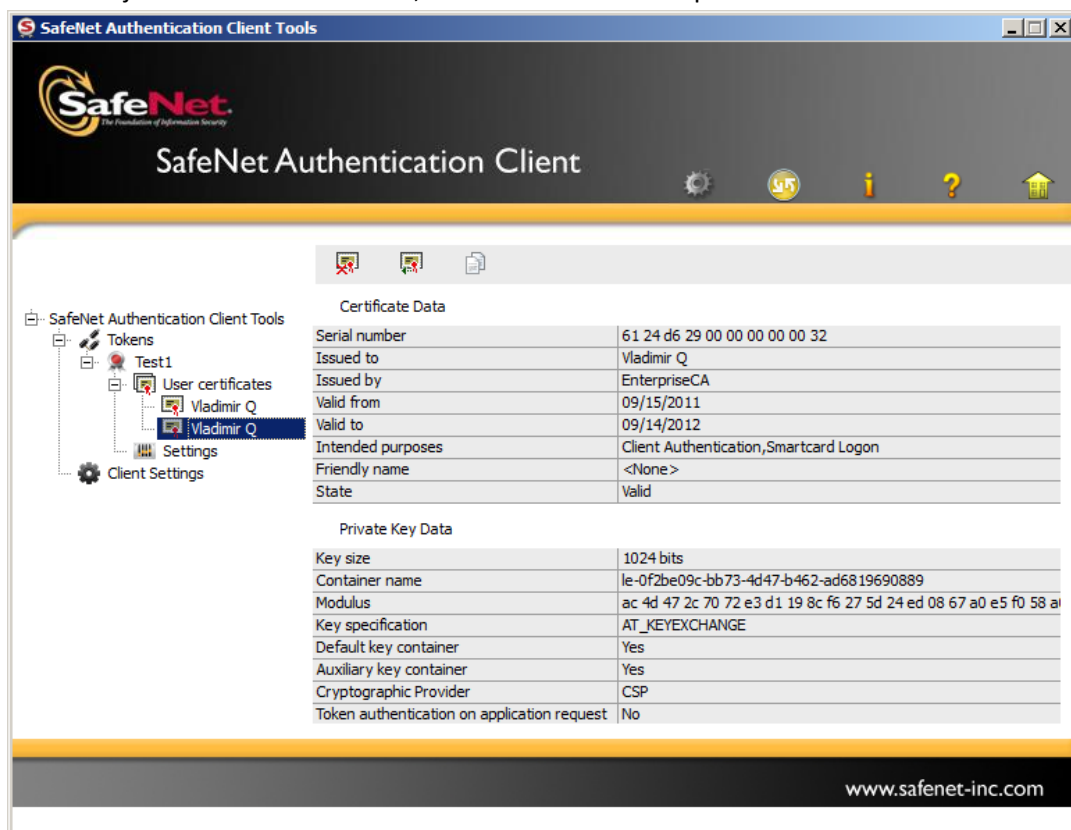 SafeNet Authentication Client Tools
SafeNet.
The Foundation of Information Security
SafeNet Authentication Client
Certificate Data
SafeNet Authentication Client Tools
Tokens
Test1
User certificates
Vladimir Q
Vladimir Q
Settings
Client Settings
Serial number 61 24 d6 29 00 00 00 00 00 32
Issued to Vladimir Q
Issued by EnterpriseCA
Valid from 09/15/2011
Valid to 09/14/2012
Intended purposes Client Authentication,Smartcard Logon
Friendly name <None>
State Valid
Private Key Data
Key size 1024 bits
Container name le-0f2be09c-bb73-4d47-b462-ad6819690889
Modulus ac 4d 47 2c 70 72 e3 d1 19 8c f6 27 5d 24 ed 08 67 a0 e5 f0 58
Key specification AT_KEYEXCHANGE
Default key container Yes
Auxiliary key container Yes
Cryptographic Provider CSP
Token authentication on application request No
www.safenet-inc.com